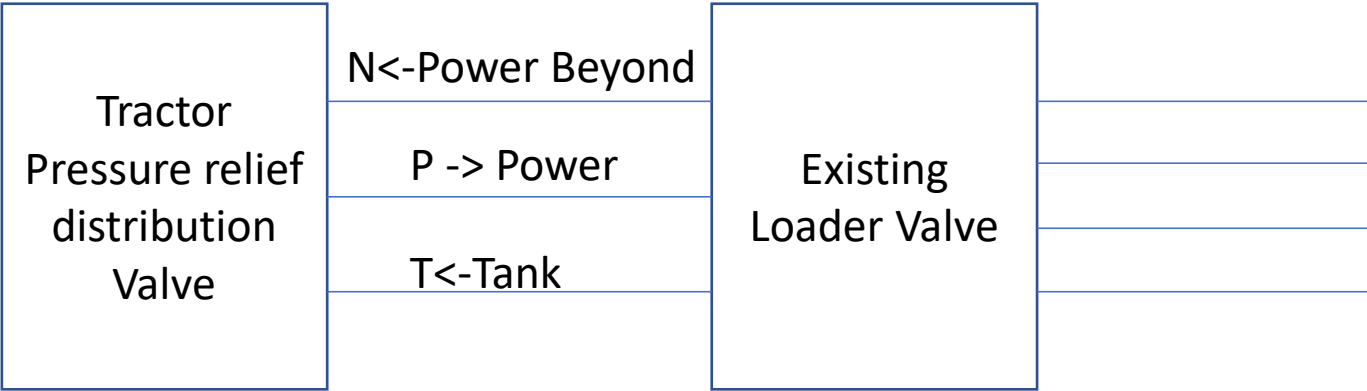 Tractor
Pressure relief
distribution
Valve
N<-Power Beyond
P -> Power
T<-Tank
Existing
Loader Valve